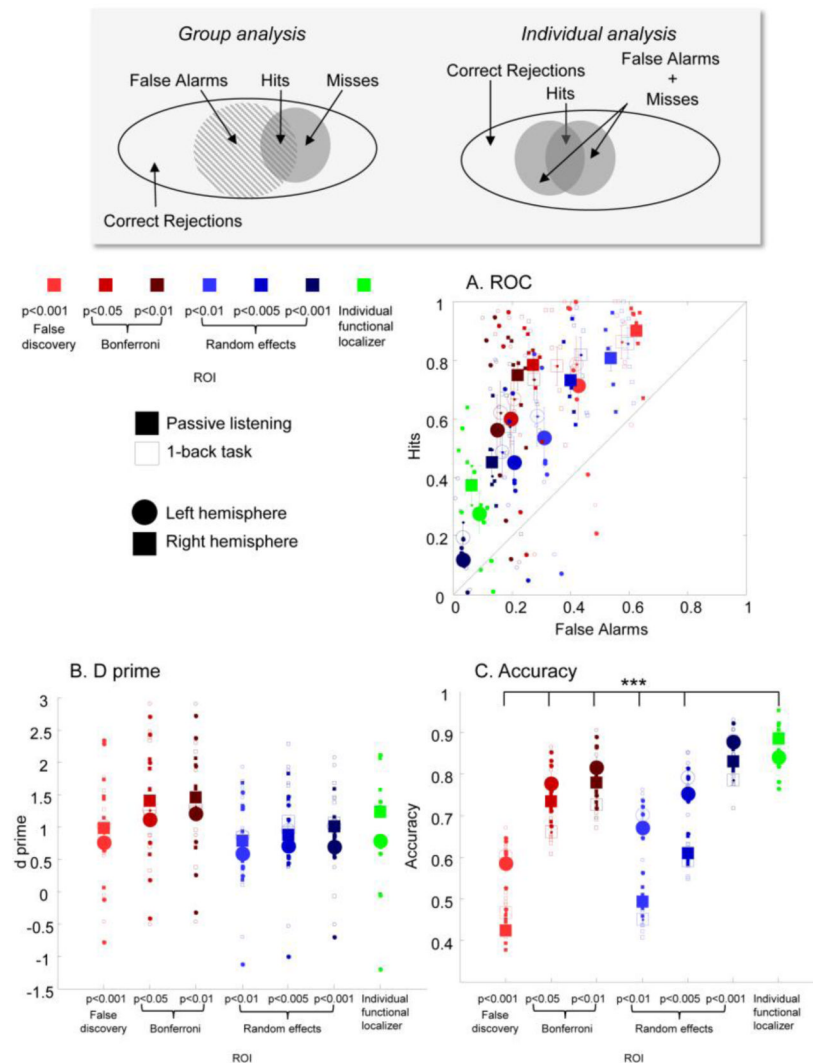 Group analysis
Individual analysis
False Alarms
Hits
Misses
Correct Rejections
Correct Rejections
Hits
False Alarms
+
Misses
p<0.001 p<0.05 p<0.01 p<0.01 p<0.005 p<0.001 Individual
False discovery
Bonferroni
Random effects
functional localizer
ROI
Passive listening
1-back task
Left hemisphere
Right hemisphere
A. ROC
Hits
1
0.8
0.6
0.4
0.2
0
0 0.2 0.4 0.6 0.8 1
False Alarms
B. D prime
d prime
3
2.5
2
1.5
1
0.5
0
-0.5
-1
-1.5
p<0.001 p<0.05 p<0.01 p<0.01 p<0.005 p<0.001 Individual
False discovery
Bonferroni
Random effects
functional localizer
ROI
C. Accuracy
***
Accuracy
1
0.9
0.8
0.7
0.6
0.5
0.4
p<0.001 p<0.05 p<0.01 p<0.01 p<0.005 p<0.001 Individual
False discovery
Bonferroni
Random effects
functional localizer
ROI